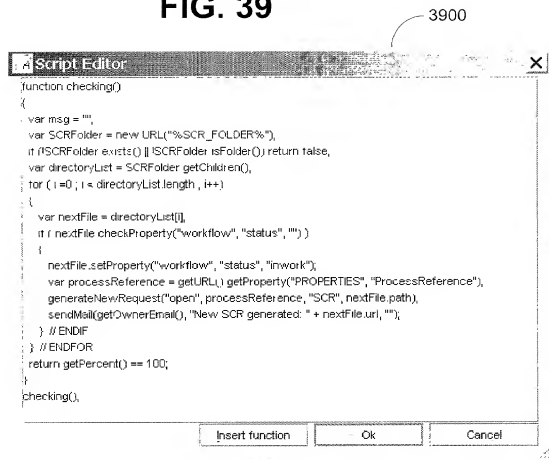 FIG. 39
3900
Script Editor
function checking()
{
var msg = "",
var SCRFolder = new URL("%SCR_FOLDER%"),
if (!SCRFolder exists() || !SCRFolder isFolder()) return false,
var directoryList = SCRFolder getChildren(),
for ( i =0 ; i < directoryList.length , i++)
{
var nextFile = directoryList[i],
if ( nextFile checkProperty("workflow", "status", "") )
{
nextFile.setProperty("workflow", "status", "inwork");
var processReference = getURL() getProperty("PROPERTIES", "ProcessReference"),
generateNewRequest("open", processReference, "SCR", nextFile.path),
sendMail(getOwnerEmail(), "New SCR generated: " + nextFile.url, "");
} // ENDIF
} // ENDFOR
return getPercent() == 100;
}
checking(),
Insert function
Ok
Cancel